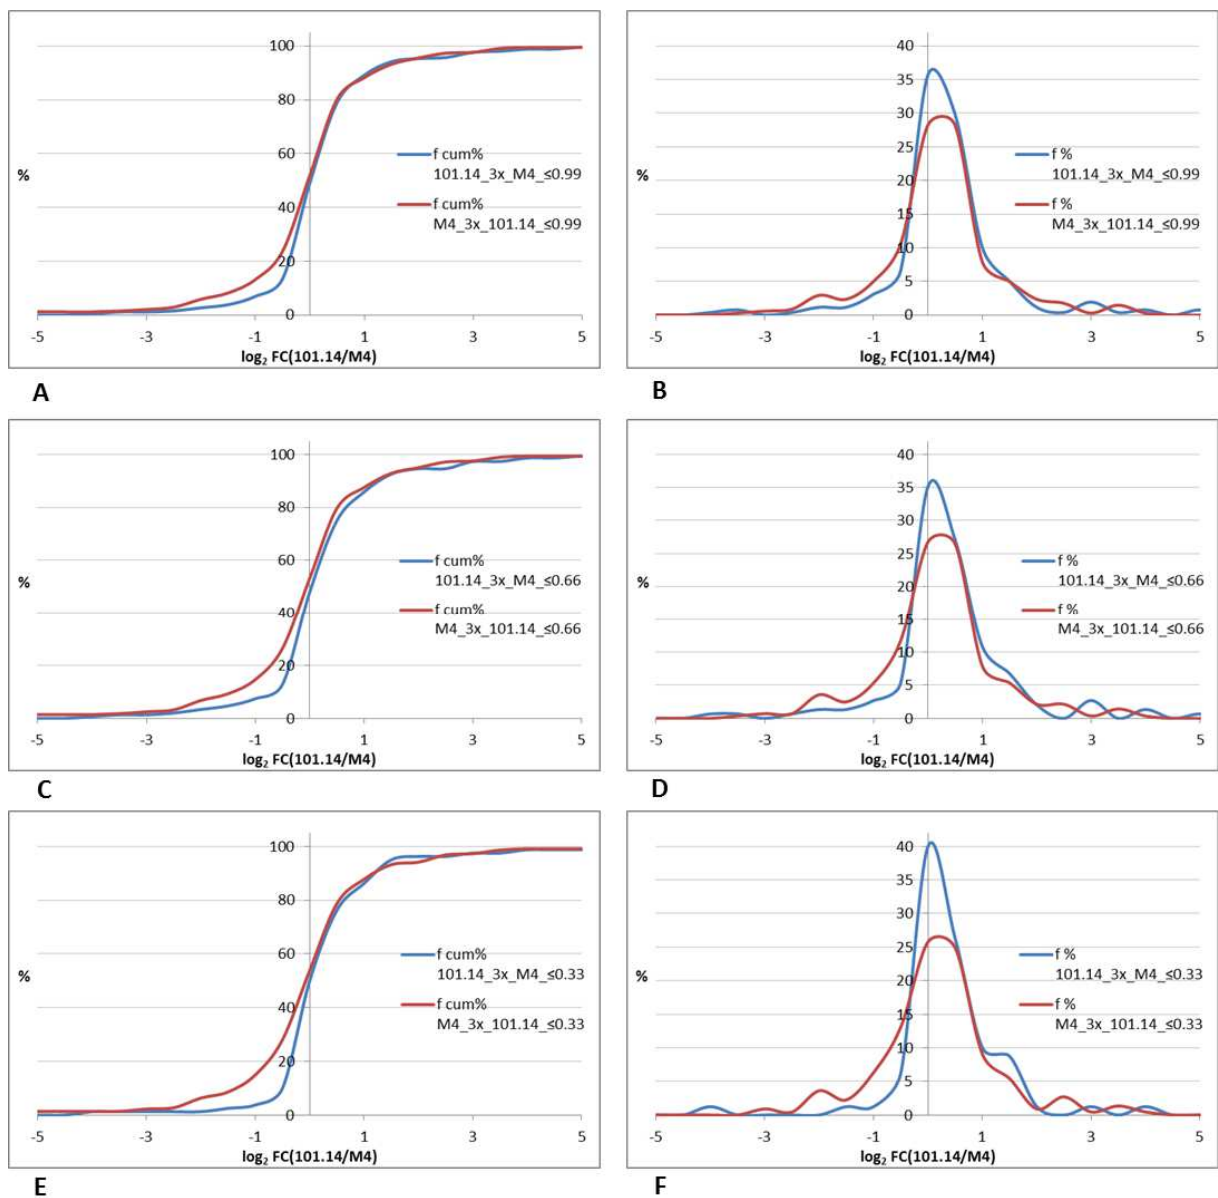 100
80
60
40
20
0
%
f cum%
101.14_3x_M4_≤0.99
f cum%
M4_3x_101.14_≤0.99
-5 -3 -1 1 3 5
log₂ FC(101.14/M4)
A
40
35
30
25
20
15
10
5
0
%
f %
101.14_3x_M4_≤0.99
f %
M4_3x_101.14_≤0.99
-5 -3 -1 1 3 5
log₂ FC(101.14/M4)
B
100
80
60
40
20
0
%
f cum%
101.14_3x_M4_≤0.66
f cum%
M4_3x_101.14_≤0.66
-5 -3 -1 1 3 5
log₂ FC(101.14/M4)
C
40
35
30
25
20
15
10
5
0
%
f %
101.14_3x_M4_≤0.66
f %
M4_3x_101.14_≤0.66
-5 -3 -1 1 3 5
log₂ FC(101.14/M4)
D
100
80
60
40
20
0
%
f cum%
101.14_3x_M4_≤0.33
f cum%
M4_3x_101.14_≤0.33
-5 -3 -1 1 3 5
log₂ FC(101.14/M4)
E
40
35
30
25
20
15
10
5
0
%
f %
101.14_3x_M4_≤0.33
f %
M4_3x_101.14_≤0.33
-5 -3 -1 1 3 5
log₂ FC(101.14/M4)
F